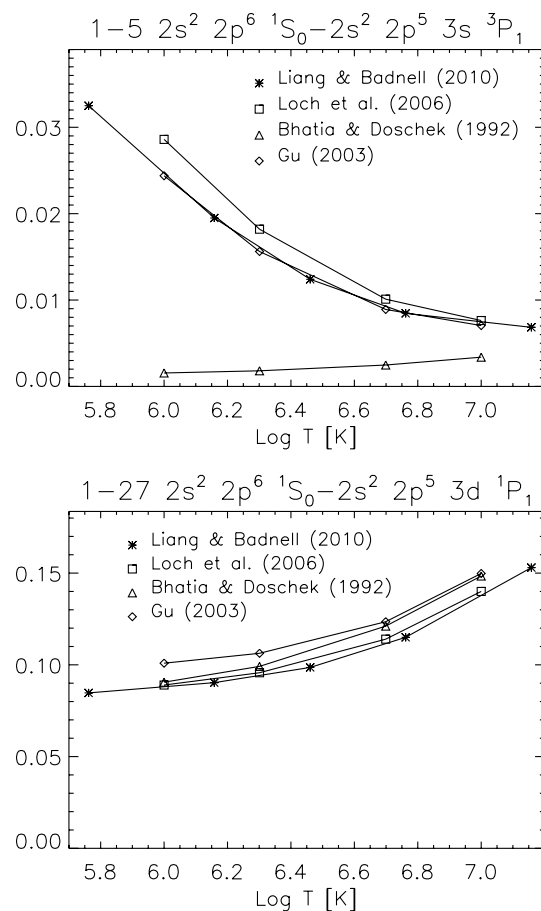 1−5 2s² 2p⁶ ¹S₀−2s² 2p⁵ 3s ³P₁
Liang & Badnell (2010)
Loch et al. (2006)
Bhatia & Doschek (1992)
Gu (2003)
0.03
0.02
0.01
0.00
5.8 6.0 6.2 6.4 6.6 6.8 7.0
Log T [K]
1−27 2s² 2p⁶ ¹S₀−2s² 2p⁵ 3d ¹P₁
Liang & Badnell (2010)
Loch et al. (2006)
Bhatia & Doschek (1992)
Gu (2003)
0.15
0.10
0.05
0.00
5.8 6.0 6.2 6.4 6.6 6.8 7.0
Log T [K]